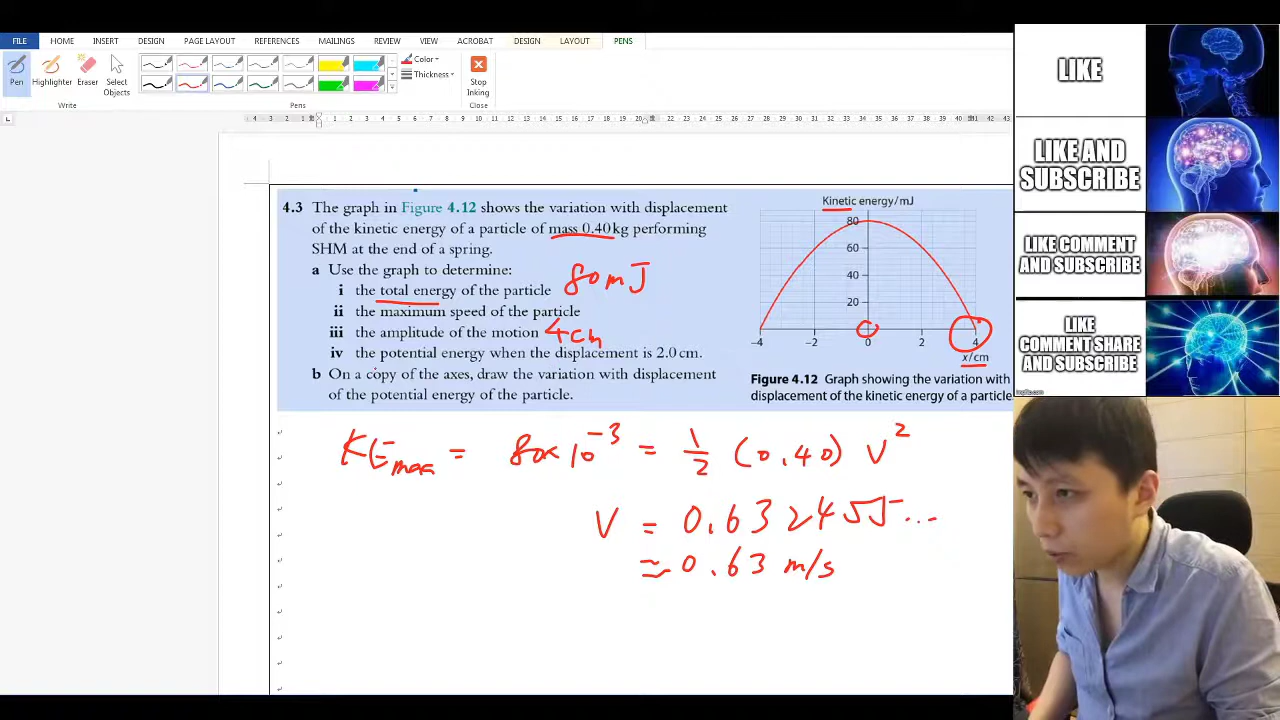 FILE HOME INSERT DESIGN PAGE LAYOUT REFERENCES MAILINGS REVIEW VIEW ACROBAT DESIGN LAYOUT PENS
Pen Highlighter Eraser Select Objects
Color
Thickness
Stop Inking
Write Pens Close
4.3 The graph in Figure 4.12 shows the variation with displacement
of the kinetic energy of a particle of mass 0.40 kg performing
SHM at the end of a spring.
a Use the graph to determine:
i the total energy of the particle 80mJ
ii the maximum speed of the particle
iii the amplitude of the motion 4cm
iv the potential energy when the displacement is 2.0 cm.
b On a copy of the axes, draw the variation with displacement
of the potential energy of the particle.
Kinetic energy/mJ
80
60
40
20
−4 −2 0 2 4
x/cm
Figure 4.12 Graph showing the variation with
displacement of the kinetic energy of a particle.
KEmax = 80×10^-3 = 1/2 (0.40) V^2
V = 0.6324555...
≈ 0.63 m/s
LIKE
LIKE AND
SUBSCRIBE
LIKE COMMENT
AND SUBSCRIBE
LIKE
COMMENT SHARE
AND SUBSCRIBE
imgflip.com